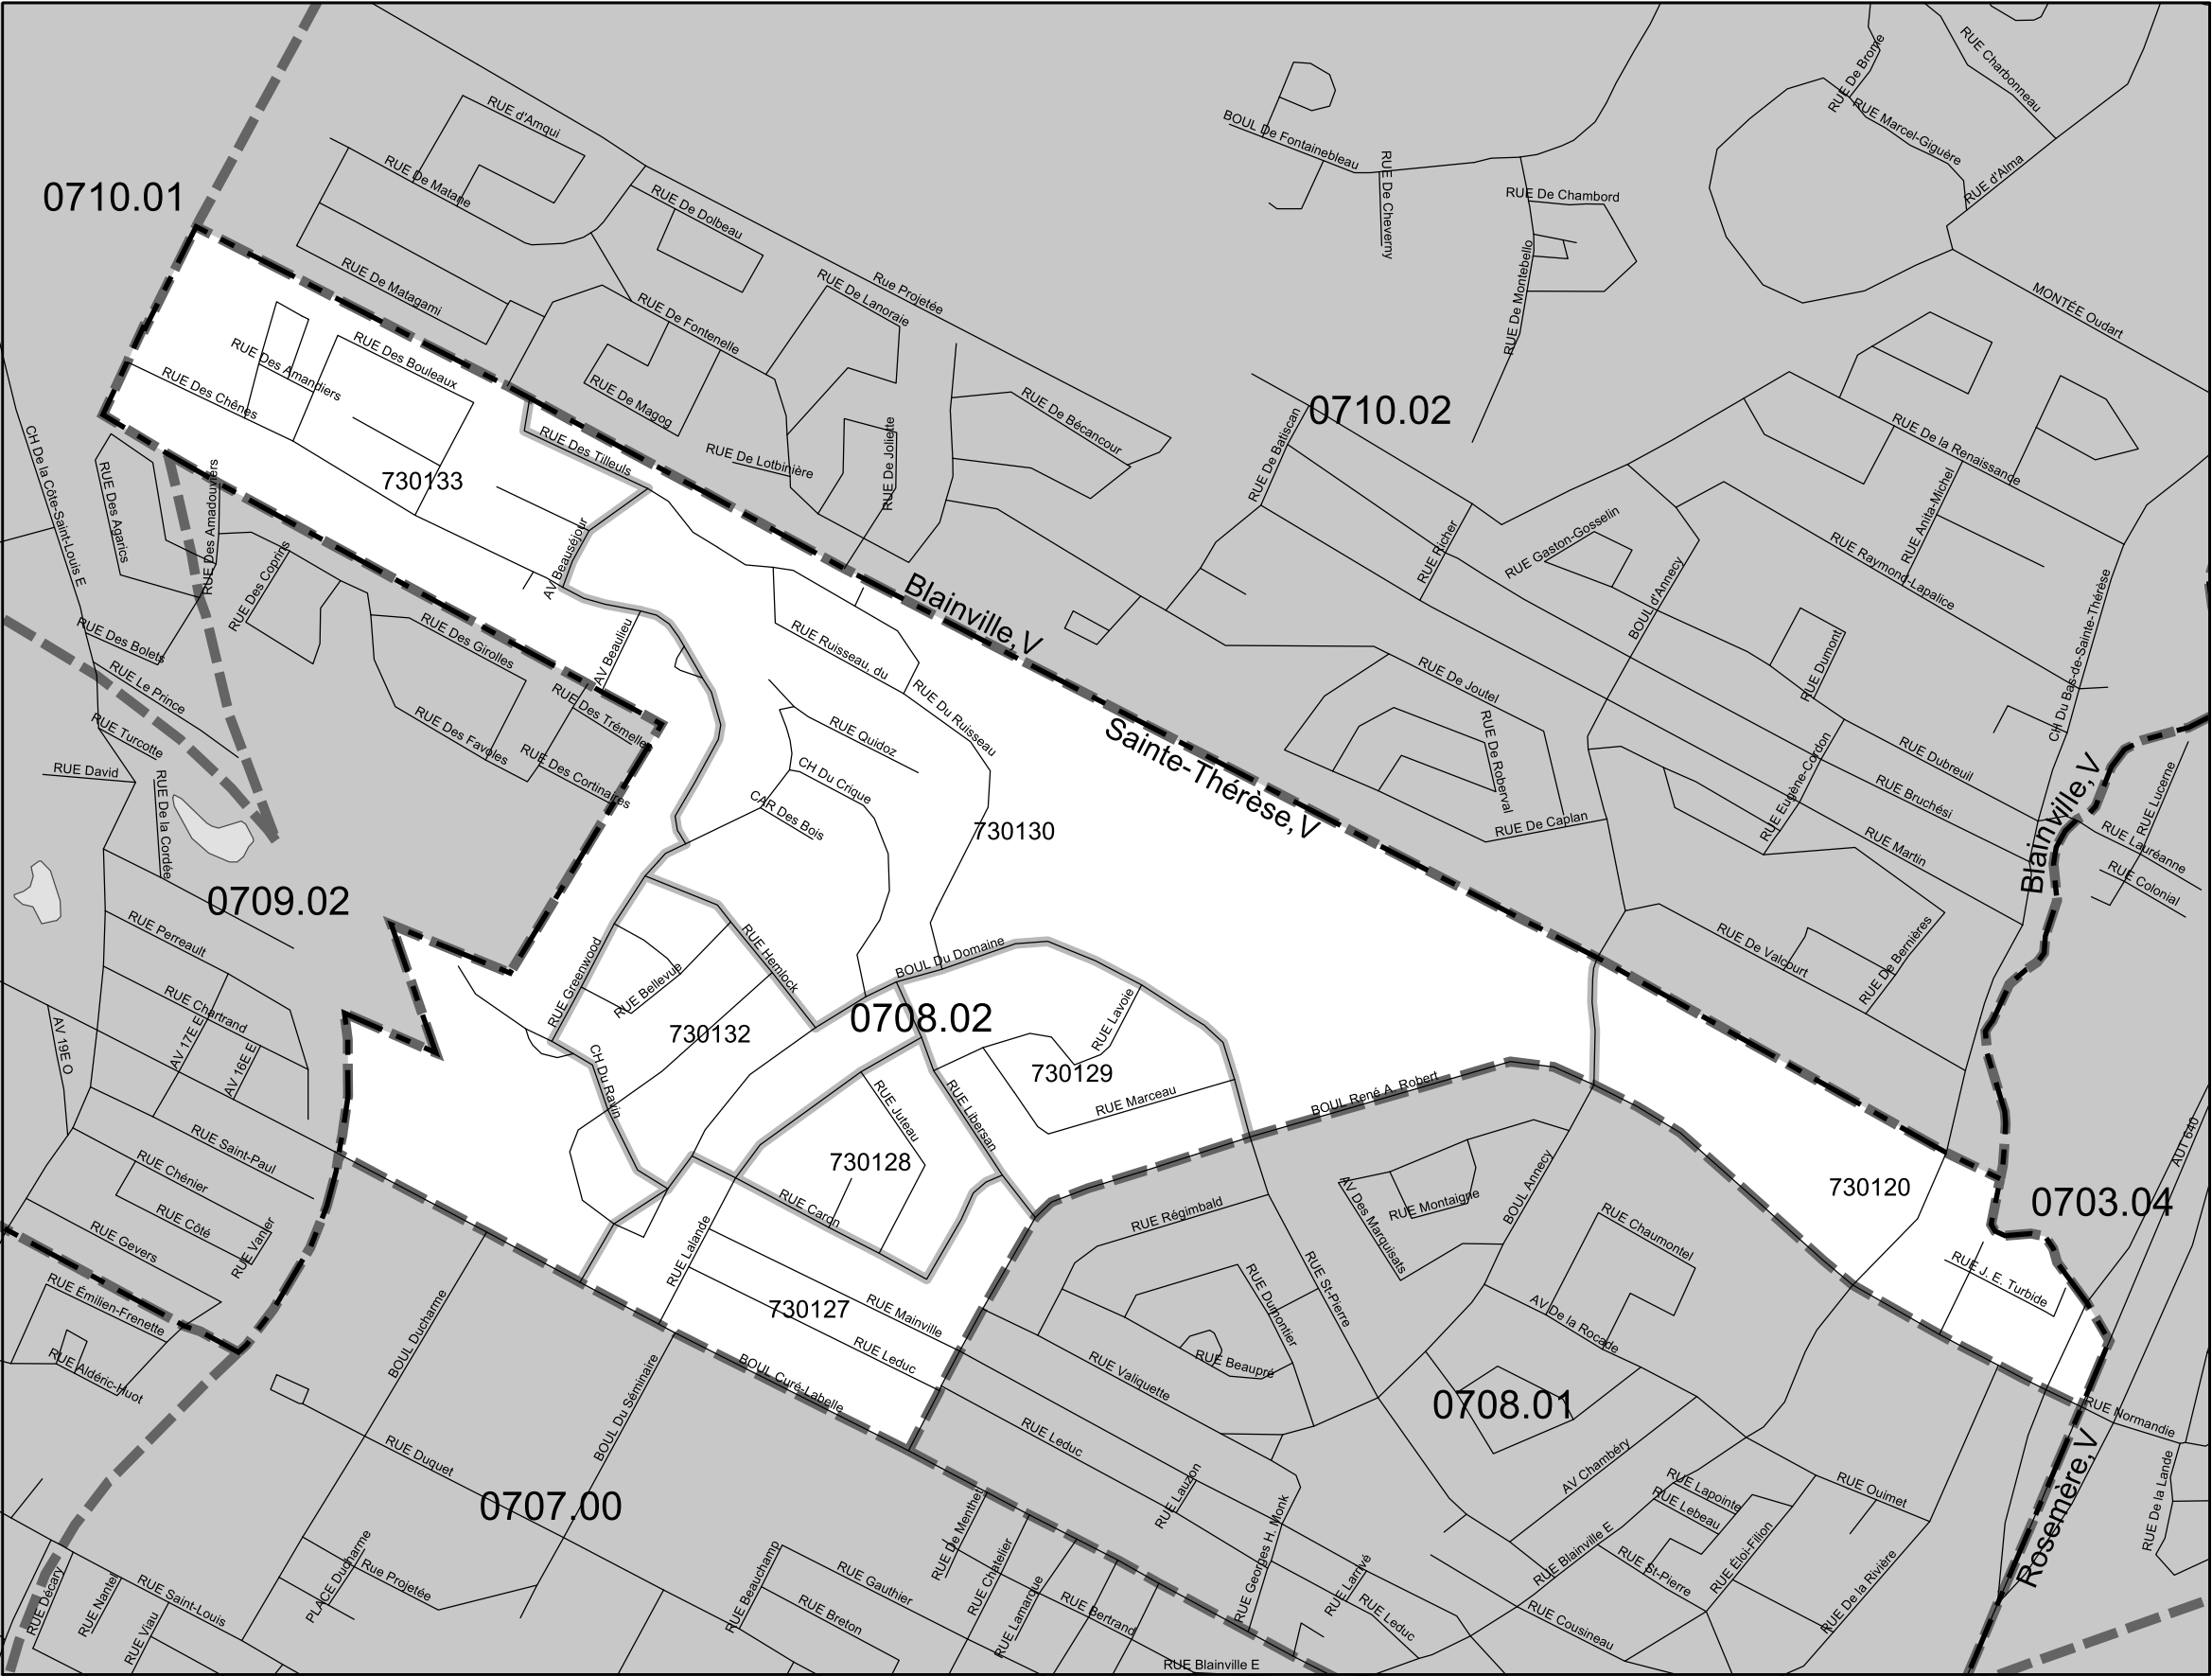 RUE De Brome
RUE Charbonneau
RUE d'Amqui
RUE Marcel-Giguère
BOUL De Fontainebleau
RUE De Matane
RUE De Cheverny
RUE d'Alma
0710.01
RUE De Dolbeau
RUE De Chambord
RUE De Matagami
Rue Projetée
RUE De Lanoraie
RUE De Montebello
MONTÉE Oudart
RUE De Fontenelle
RUE Des Bouleaux
RUE Des Amandiers
RUE Des Chênes
RUE De Magog
RUE De Bécancour
0710.02
RUE De la Renaissance
RUE Des Tilleuls
RUE De Lotbinière
RUE De Joliette
RUE De Batiscan
CH De la Côte-Saint-Louis E
730133
RUE Des Agarics
RUE Des Amadouviers
RUE Anita-Michel
RUE Richer
RUE Gaston-Gosselin
RUE Raymond-Lapalice
AV Beauséjour
RUE Des Coprins
Blainville, V
BOUL d'Annecy
CH Du Bas-de-Sainte-Thérèse
RUE Des Bolets
RUE Des Girolles
AV Beaulieu
RUE Ruisseau, du
RUE Dumont
RUE Le Prince
RUE De Joutel
RUE Du Ruisseau
RUE Des Trémelles
RUE Turcotte
RUE Des Favoles
RUE Quidoz
Sainte-Thérèse, V
RUE De Roberval
RUE Dubreuil
RUE David
RUE Des Cortinaires
CH Du Crique
RUE Eugène-Cordon
RUE Bruchési
Blainville, V
RUE Lucerne
RUE De la Cordée
CAR Des Bois
730130
RUE De Caplan
RUE Martin
RUE Lauréanne
RUE Colonial
0709.02
RUE Perreault
RUE Hemlock
BOUL Du Domaine
RUE De Valcourt
RUE De Bernières
RUE Greenwood
RUE Bellevue
RUE Chartrand
AV 19E O
AV 17E E
AV 16E E
730132
0708.02
RUE Lavoie
730129
CH Du Ravin
RUE Juteau
RUE Libersan
RUE Marceau
BOUL René A. Robert
AUT 640
RUE Saint-Paul
RUE Chénier
730128
730120
0703.04
RUE Côté
RUE Caron
RUE Régimbald
AV Des Marquisats
RUE Montaigne
BOUL Annecy
RUE Chaumontel
RUE Gevers
RUE Vanier
RUE Lalande
RUE St-Pierre
RUE J. E. Turbide
RUE Émilien-Frenette
730127
RUE Mainville
RUE Dumontier
AV De la Rocade
RUE Leduc
RUE Aldéric-Huot
BOUL Ducharme
BOUL Curé-Labelle
RUE Valiquette
RUE Beaupré
0708.01
BOUL Du Séminaire
RUE Normandie
RUE Duquet
RUE Leduc
AV Chambéry
RUE Ouimet
0707.00
RUE Lauzon
RUE Lapointe
RUE Lebeau
Rosemère, V
RUE De la Lande
RUE De Menthet
RUE Georges H. Monk
RUE Blainville E
RUE Éloi-Fillion
RUE Décary
RUE Nantel
RUE Saint-Louis
PLACE Ducharme
Rue Projetée
RUE Beauchamp
RUE Gauthier
RUE Chatelier
RUE Larrivé
RUE St-Pierre
RUE De la Rivière
RUE Viau
RUE Breton
RUE Lamarque
RUE Bertrand
RUE Leduc
RUE Cousineau
RUE Blainville E